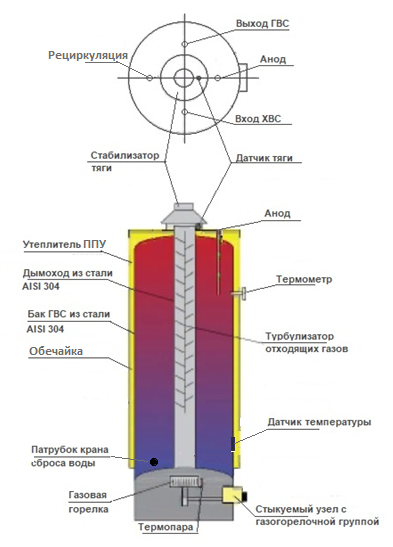 Выход ГВС
Рециркуляция
Анод
Вход ХВС
Стабилизатор
тяги
Датчик тяги
Анод
Утеплитель ППУ
Дымоход из стали
AISI 304
Термометр
Бак ГВС из стали
AISI 304
Турбулизатор
отходящих газов
Обечайка
Датчик температуры
Патрубок крана
сброса воды
Газовая
горелка
Стыкуемый узел с
газогорелочной группой
Термопара